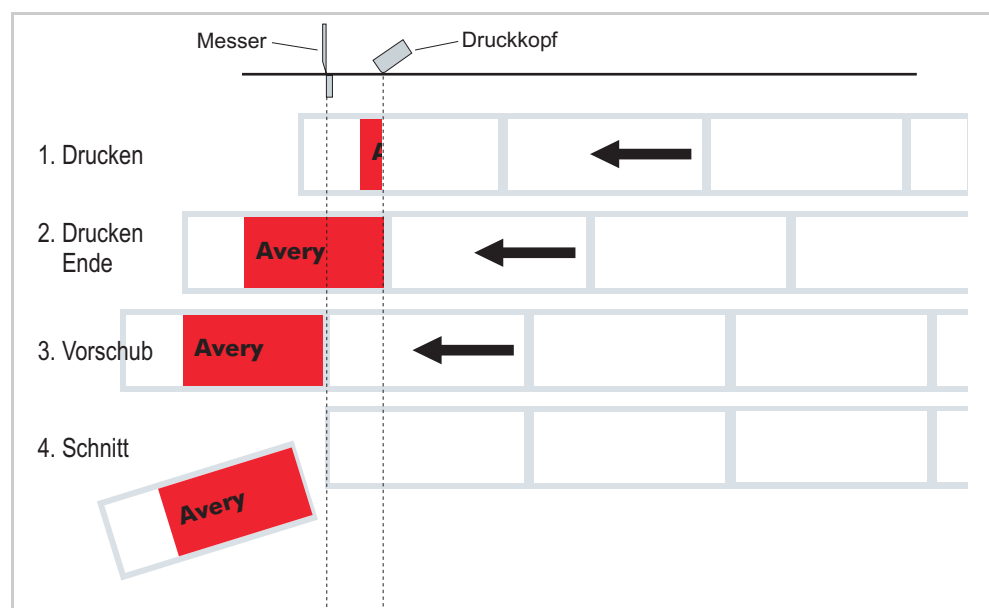 Messer
Druckkopf
1. Drucken
A
2. Drucken
Ende
Avery
3. Vorschub
Avery
4. Schnitt
Avery